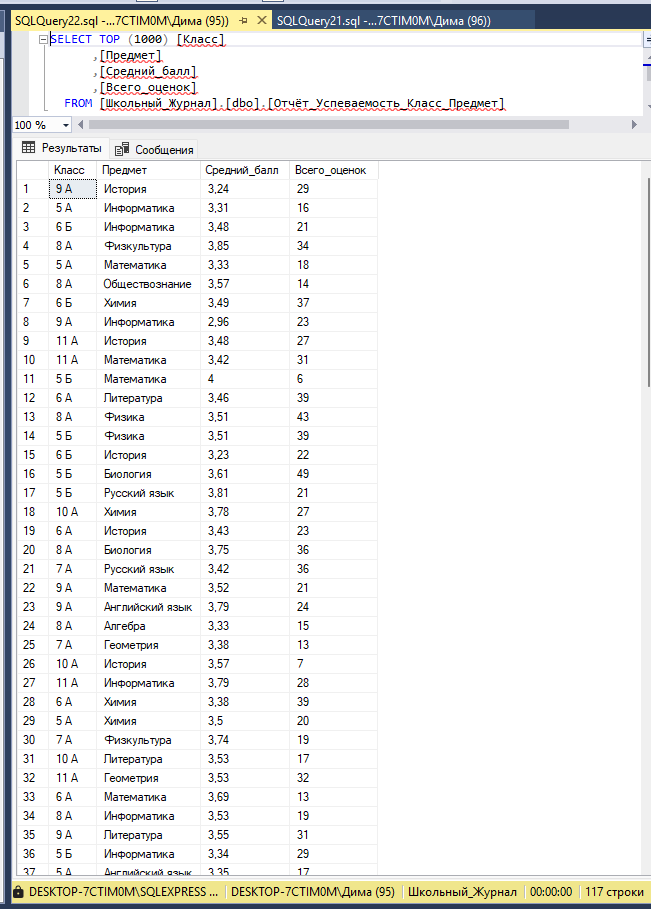 SQLQuery22.sql -...7CTIM0M\Дима (95)) SQLQuery21.sql -...7CTIM0M\Дима (96))
SELECT TOP (1000) [Класс]
,[Предмет]
,[Средний_балл]
,[Всего_оценок]
FROM [Школьный_Журнал].[dbo].[Отчёт_Успеваемость_Класс_Предмет]
100 %
Результаты Сообщения
Класс Предмет Средний_балл Всего_оценок
1 9 А История 3,24 29
2 5 А Информатика 3,31 16
3 6 Б Информатика 3,48 21
4 8 А Физкультура 3,85 34
5 5 А Математика 3,33 18
6 8 А Обществознание 3,57 14
7 6 Б Химия 3,49 37
8 9 А Информатика 2,96 23
9 11 А История 3,48 27
10 11 А Математика 3,42 31
11 5 Б Математика 4 6
12 6 А Литература 3,46 39
13 8 А Физика 3,51 43
14 5 Б Физика 3,51 39
15 6 Б История 3,23 22
16 5 Б Биология 3,61 49
17 5 Б Русский язык 3,81 21
18 10 А Химия 3,78 27
19 6 А История 3,43 23
20 8 А Биология 3,75 36
21 7 А Русский язык 3,42 36
22 9 А Математика 3,52 21
23 9 А Английский язык 3,79 24
24 8 А Алгебра 3,33 15
25 7 А Геометрия 3,38 13
26 10 А История 3,57 7
27 11 А Информатика 3,79 28
28 6 А Химия 3,38 39
29 5 А Химия 3,5 20
30 7 А Физкультура 3,74 19
31 10 А Литература 3,53 17
32 11 А Геометрия 3,53 32
33 6 А Математика 3,69 13
34 8 А Информатика 3,53 19
35 9 А Литература 3,55 31
36 5 Б Информатика 3,34 29
37 5 А Английский язык 3,35 17
DESKTOP-7CTIM0M\SQLEXPRESS ... DESKTOP-7CTIM0M\Дима (95) Школьный_Журнал 00:00:00 117 строки